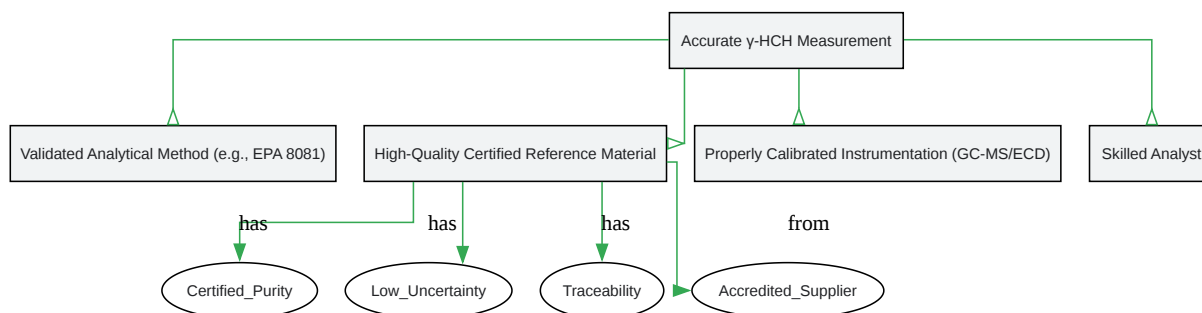 Accurate γ-HCH Measurement
Validated Analytical Method (e.g., EPA 8081)
High-Quality Certified Reference Material
Properly Calibrated Instrumentation (GC-MS/ECD)
Skilled Analyst
has
has
has
from
Certified_Purity
Low_Uncertainty
Traceability
Accredited_Supplier